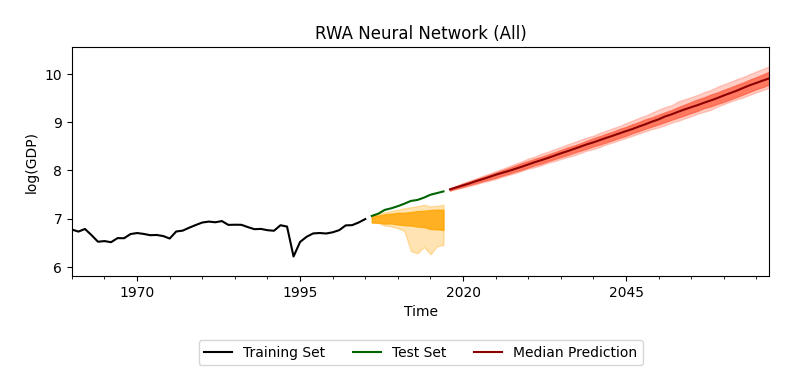 RWA Neural Network (All)
log(GDP)
10
9
8
7
6
1970 1995 2020 2045
Time
Training Set Test Set Median Prediction